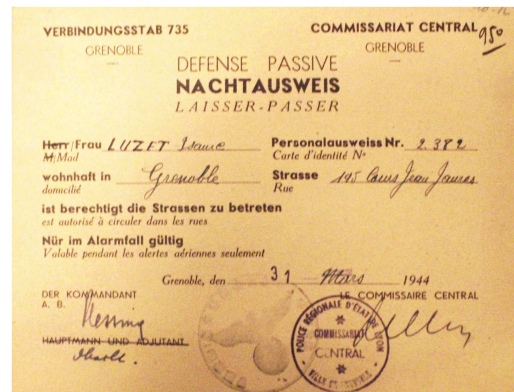 VERBINDUNGSSTAB 735
GRENOBLE
COMMISSARIAT CENTRAL
GRENOBLE
950
DEFENSE PASSIVE
NACHTAUSWEIS
LAISSER-PASSER
Herr/Frau LUZET Isaure
M/Mad
Personalausweiss Nr. 2.382
Carte d'identité N°
wohnhaft in Grenoble
domicilié
Strasse 195 Cours Jean Jaures
Rue
ist berechtigt die Strassen zu betreten
est autorisé à circuler dans les rues
Nür im Alarmfall gültig
Valable pendant les alertes aériennes seulement
Grenoble, den 31 Mars 1944
DER KOMMANDANT
A. B.
HAUPTMANN UND ADJUTANT
LE COMMISSAIRE CENTRAL
POLICE RÉGIONALE D'ÉTAT
COMMISSARIAT
CENTRAL